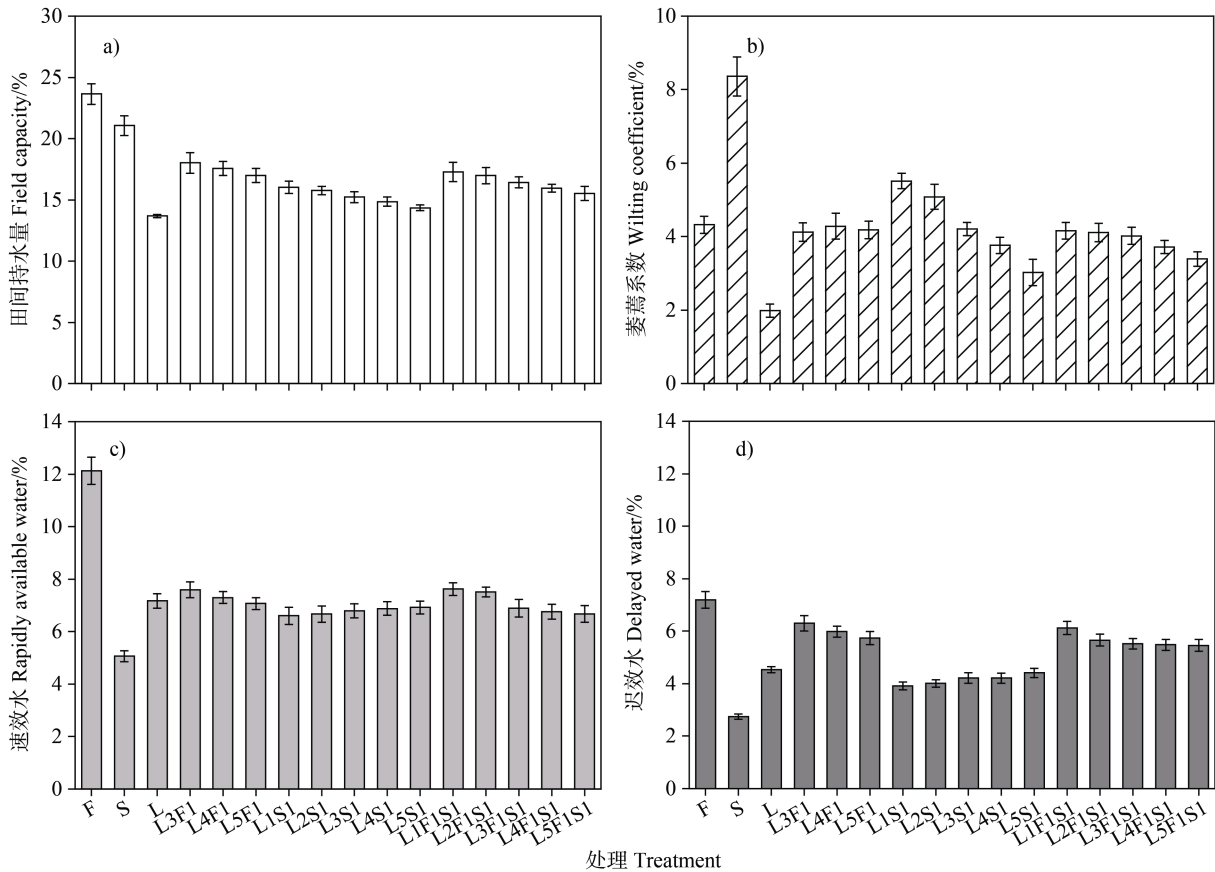 30
25
20
15
10
5
0
田间持水量 Field capacity/%
a)
10
8
6
4
2
0
萎蔫系数 Wilting coefficient/%
b)
14
12
10
8
6
4
2
0
速效水 Rapidly available water/%
c)
F
S
L
L3F1
L4F1
L5F1
L1S1
L2S1
L3S1
L4S1
L5S1
L1F1S1
L2F1S1
L3F1S1
L4F1S1
L5F1S1
14
12
10
8
6
4
2
0
迟效水 Delayed water/%
d)
F
S
L
L3F1
L4F1
L5F1
L1S1
L2S1
L3S1
L4S1
L5S1
L1F1S1
L2F1S1
L3F1S1
L4F1S1
L5F1S1
处理 Treatment